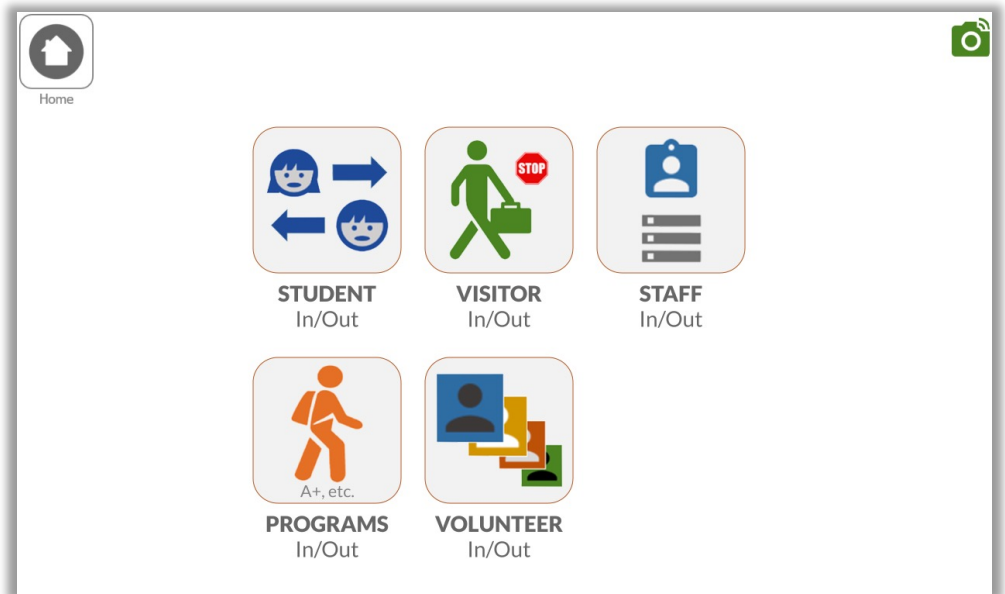 Home
STOP
STUDENT
In/Out
VISITOR
In/Out
STAFF
In/Out
A+, etc.
PROGRAMS
In/Out
VOLUNTEER
In/Out